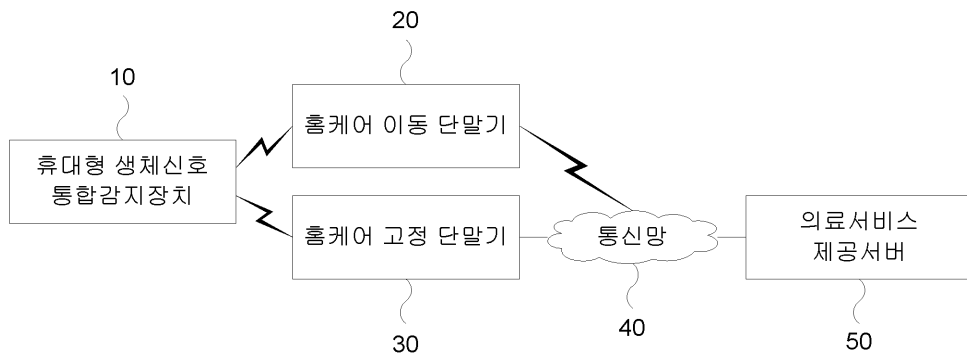 20
10
홈케어 이동 단말기
휴대형 생체신호
통합감지장치
홈케어 고정 단말기
통신망
의료서비스
제공서버
30
40
50